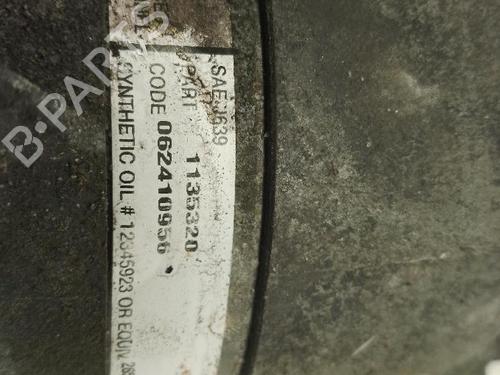 SAE J639
PART 1135320
CODE 062410956
SYNTHETIC OIL # 12345923 OR EQUIV.
B-PARTS